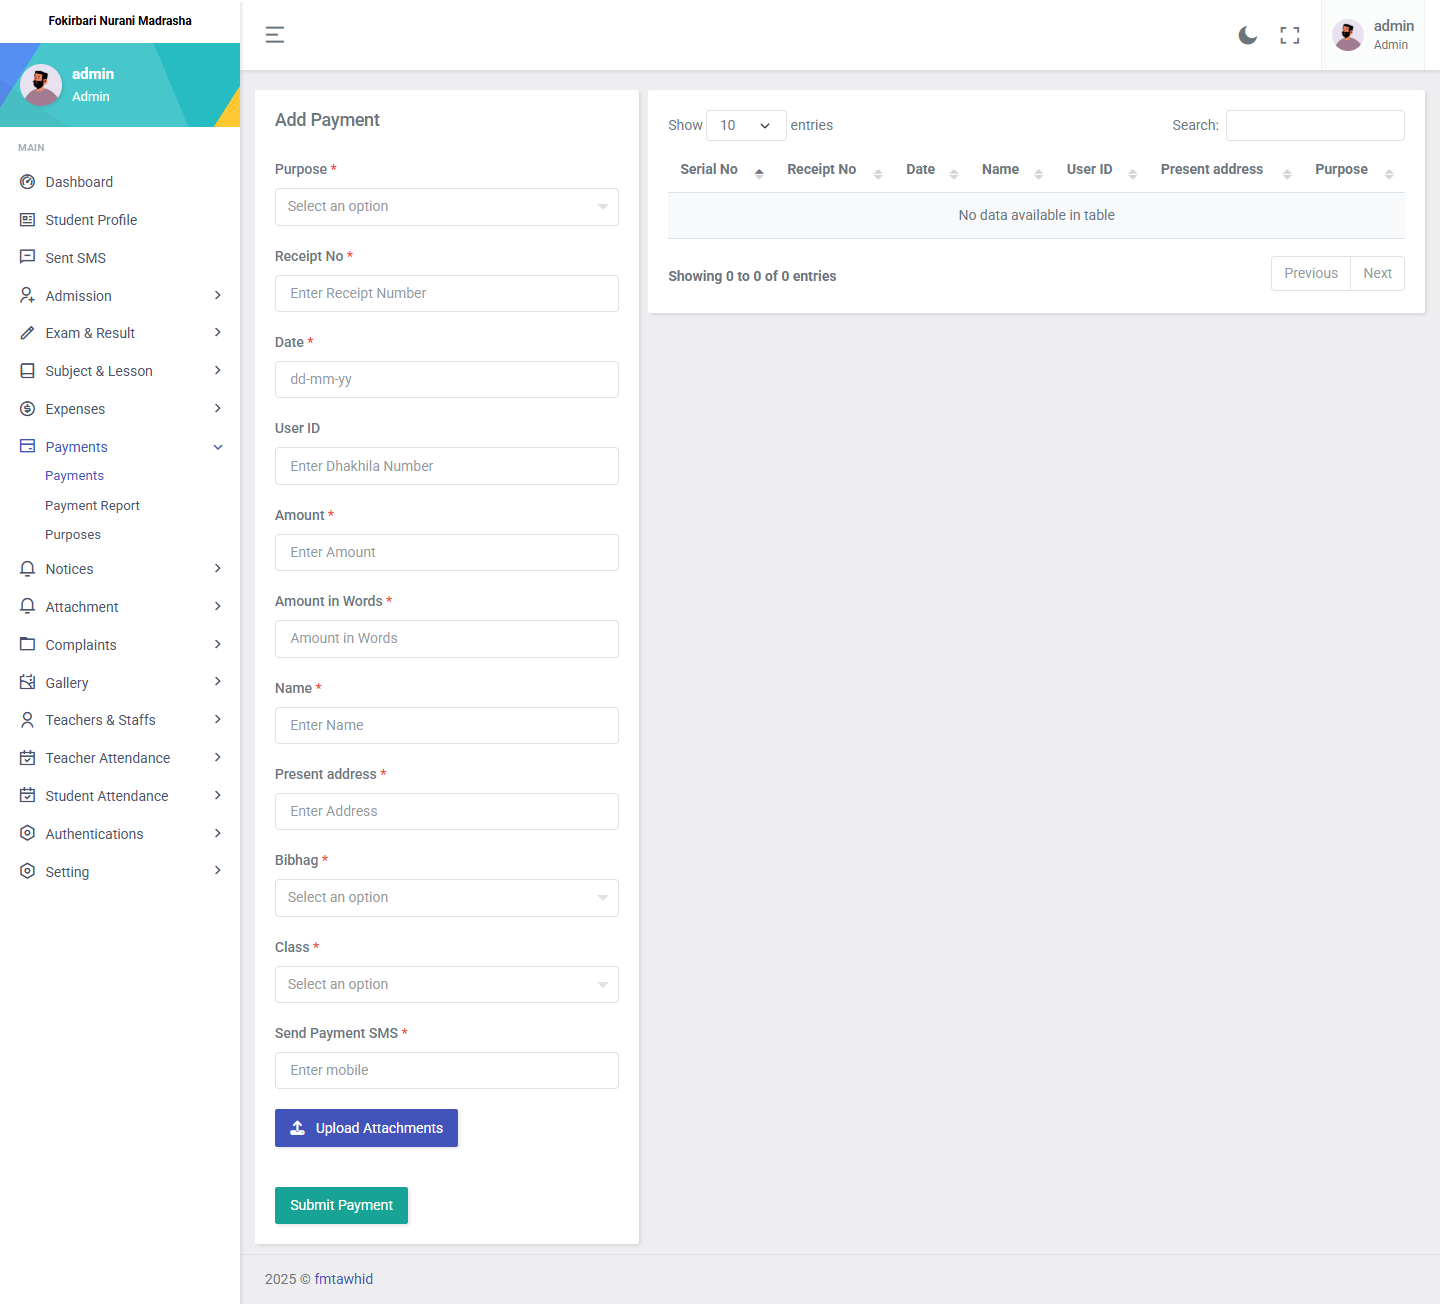 Fokirbari Nurani Madrasha
admin
Admin
MAIN
Dashboard
Student Profile
Sent SMS
Admission
Exam & Result
Subject & Lesson
Expenses
Payments
Payments
Payment Report
Purposes
Notices
Attachment
Complaints
Gallery
Teachers & Staffs
Teacher Attendance
Student Attendance
Authentications
Setting
admin
Admin
Add Payment
Purpose *
Select an option
Receipt No *
Enter Receipt Number
Date *
dd-mm-yy
User ID
Enter Dhakhila Number
Amount *
Enter Amount
Amount in Words *
Amount in Words
Name *
Enter Name
Present address *
Enter Address
Bibhag *
Select an option
Class *
Select an option
Send Payment SMS *
Enter mobile
Upload Attachments
Submit Payment
Show 10 entries Search:
Serial No Receipt No Date Name User ID Present address Purpose
No data available in table
Showing 0 to 0 of 0 entries Previous Next
2025 © fmtawhid